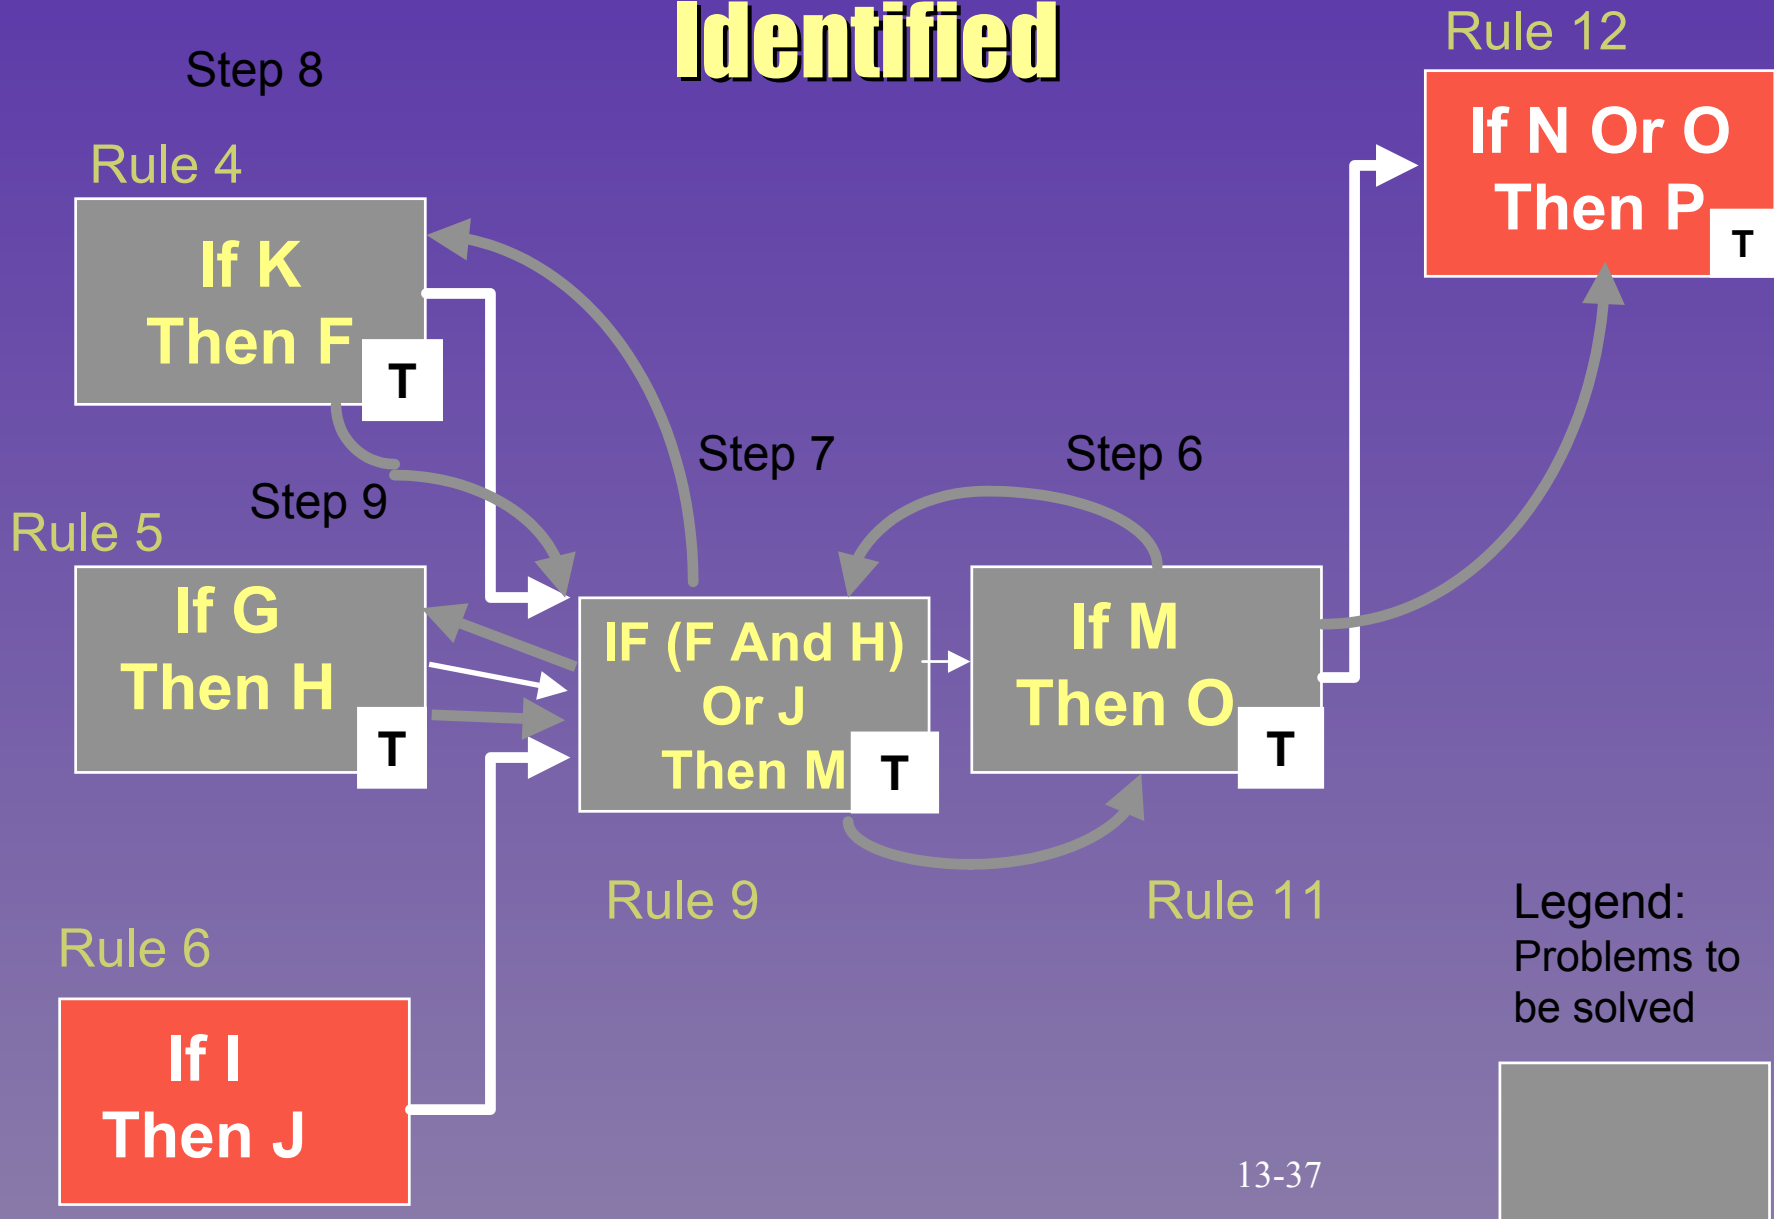 Identified
Step 8
Rule 12
Rule 4
If N Or O
Then P
T
If K
Then F
T
Step 7
Step 6
Step 9
Rule 5
If G
Then H
T
IF (F And H)
Or J
Then M
T
If M
Then O
T
Rule 9
Rule 11
Rule 6
If I
Then J
Legend:
Problems to
be solved
13-37